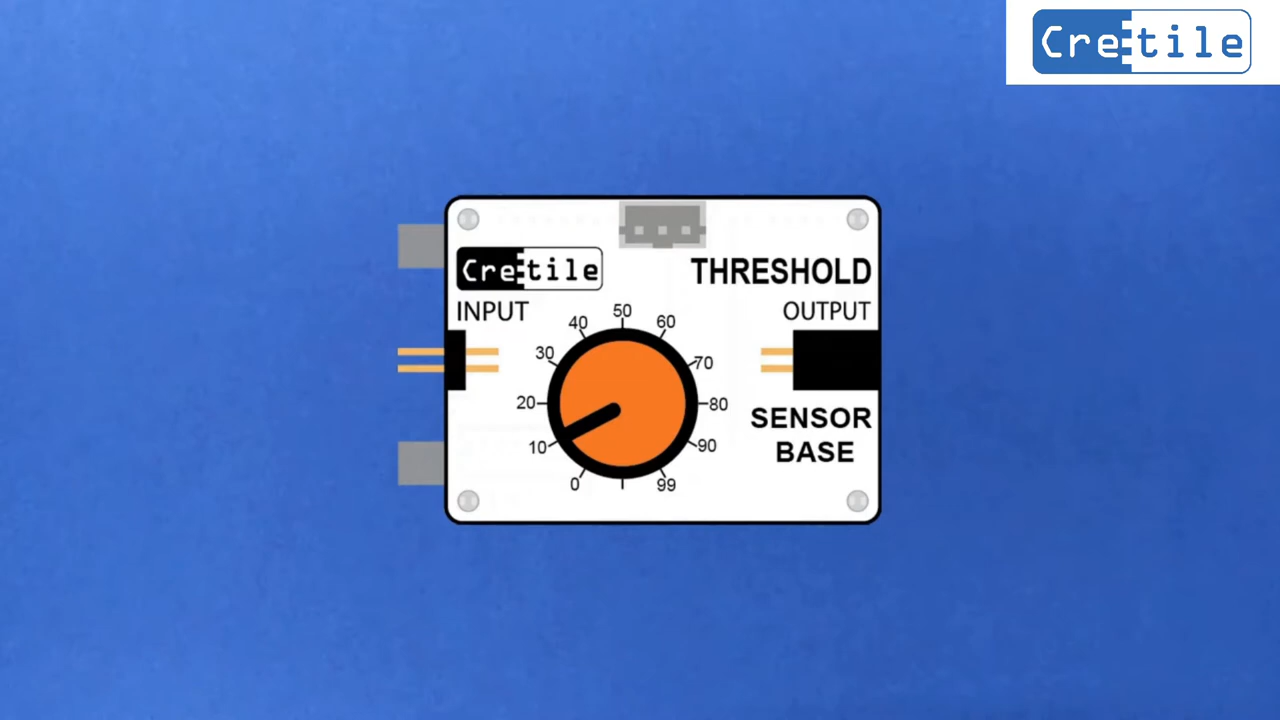 Cretile
Cretile
THRESHOLD
INPUT
OUTPUT
50
40
60
30
70
20
80
10
90
0
99
SENSOR
BASE